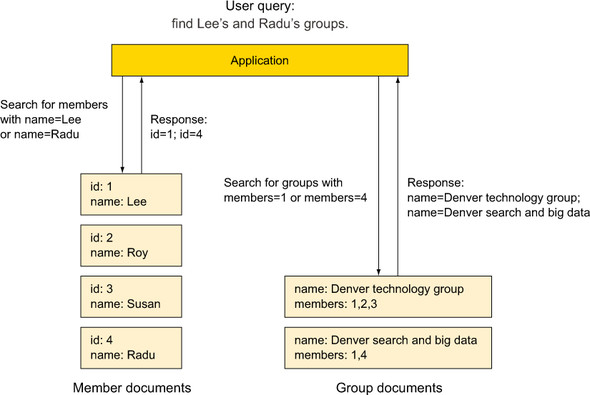 User query:
find Lee's and Radu's groups.
Application
Search for members
with name=Lee
or name=Radu
Response:
id=1; id=4
id: 1
name: Lee
id: 2
name: Roy
id: 3
name: Susan
id: 4
name: Radu
Member documents
Search for groups with
members=1 or members=4
Response:
name=Denver technology group;
name=Denver search and big data
name: Denver technology group
members: 1,2,3
name: Denver search and big data
members: 1,4
Group documents